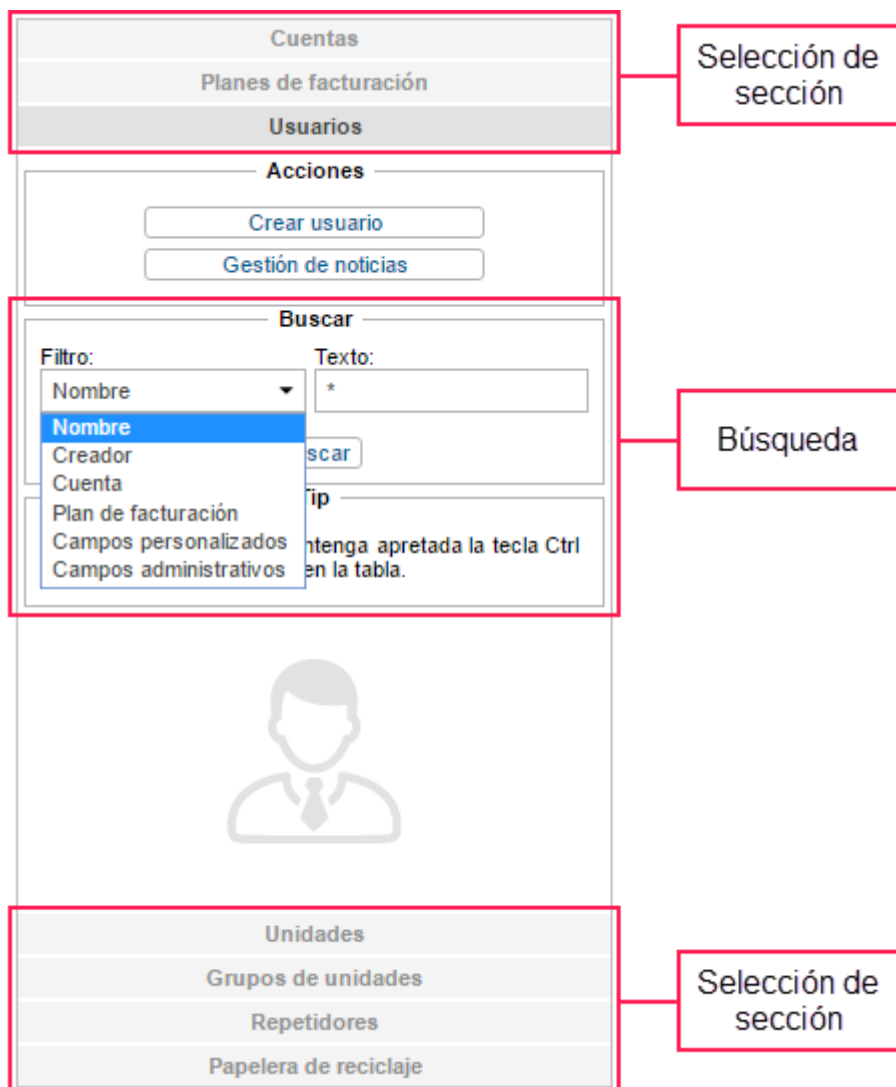 Cuentas
Planes de facturación
Usuarios
Selección de
sección
Acciones
Crear usuario
Gestión de noticias
Buscar
Filtro:
Texto:
Nombre
*
Nombre
Creador
Cuenta
Plan de facturación
Campos personalizados
Campos administrativos
scar
Tip
ntenga apretada la tecla Ctrl
en la tabla.
Búsqueda
Unidades
Grupos de unidades
Repetidores
Papelera de reciclaje
Selección de
sección